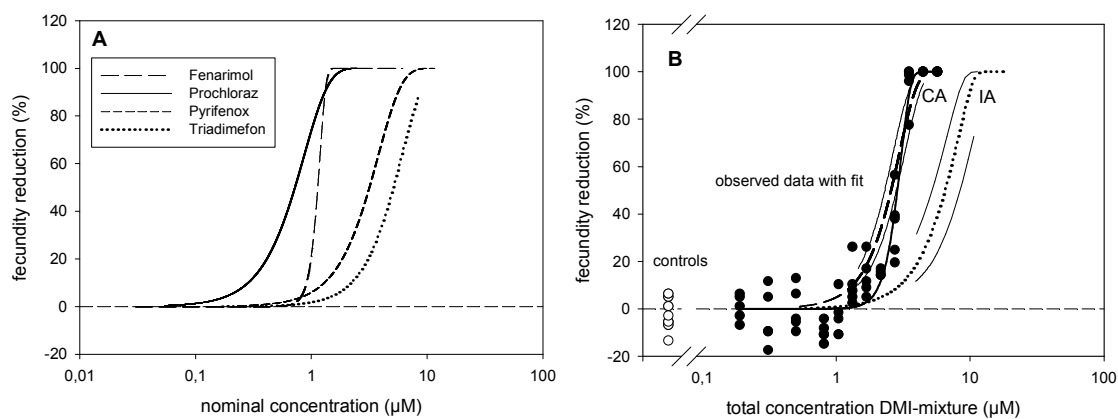 A
fecundity reduction (%)
120
100
80
60
40
20
0
-20
Fenarimol
Prochloraz
Pyrifenox
Triadimefon
0,01
0,1
1
10
100
nominal concentration (µM)
B
fecundity reduction (%)
120
100
80
60
40
20
0
-20
CA
IA
observed data with fit
controls
0,1
1
10
100
total concentration DMI-mixture (µM)